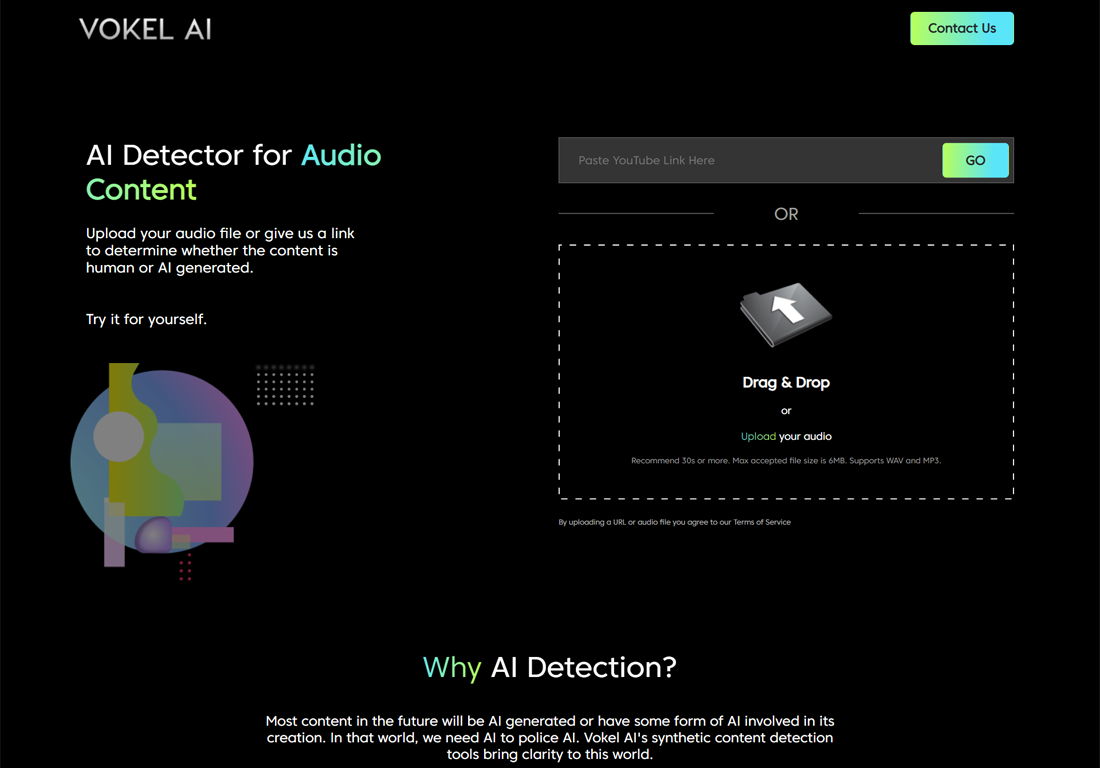 VOKEL AI
Contact Us
AI Detector for Audio
Content
Upload your audio file or give us a link
to determine whether the content is
human or AI generated.
Try it for yourself.
Paste YouTube Link Here
GO
OR
Drag & Drop
or
Upload your audio
Recommend 30s or more. Max accepted file size is 6MB. Supports WAV and MP3.
By uploading a URL or audio file you agree to our Terms of Service
Why AI Detection?
Most content in the future will be AI generated or have some form of AI involved in its
creation. In that world, we need AI to police AI. Vokel AI's synthetic content detection
tools bring clarity to this world.